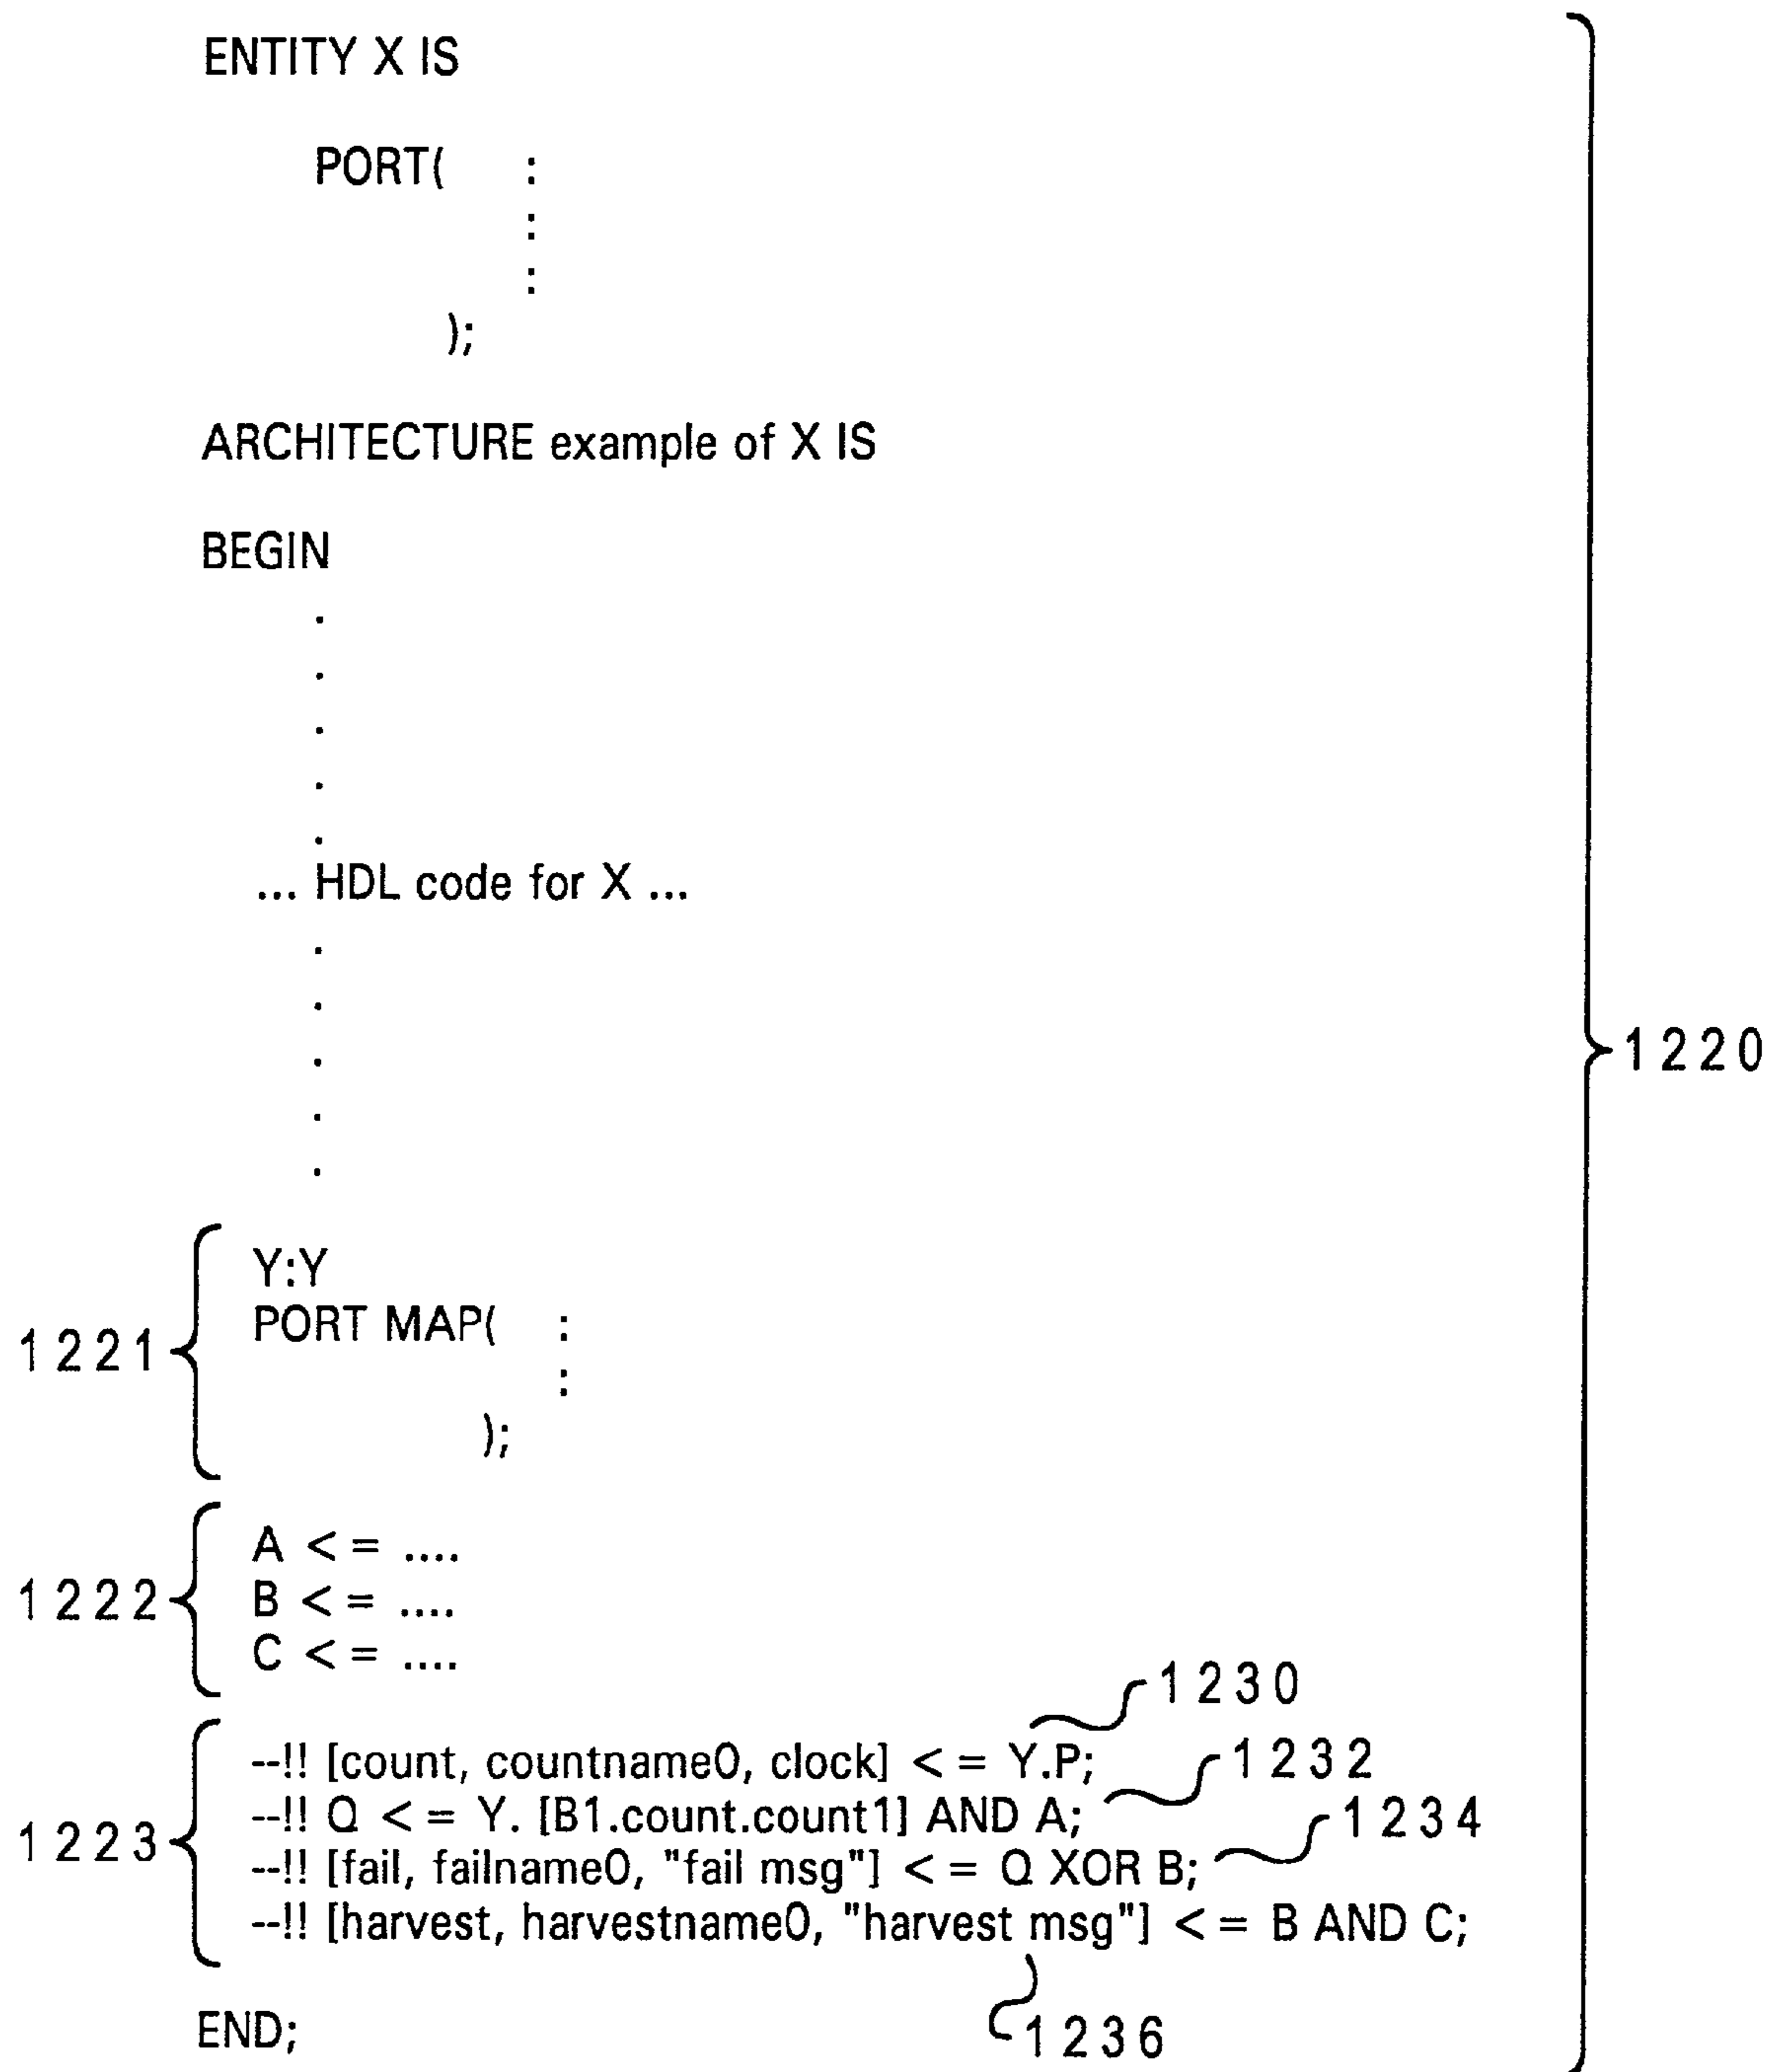 ENTITY X IS
PORT( :
:
:
);
ARCHITECTURE example of X IS
BEGIN
.
.
.
.
.
... HDL code for X ...
.
.
.
.
.
1220
Y:Y
PORT MAP( :
1221
:
);
A < = ....
1222 B < = ....
C < = ....
1230
--!! [count, countname0, clock] < = Y.P;
1232
--!! Q < = Y. [B1.count.count1] AND A;
1234
1223
--!! [fail, failname0, "fail msg"] < = Q XOR B;
--!! [harvest, harvestname0, "harvest msg"] < = B AND C;
END;
1236